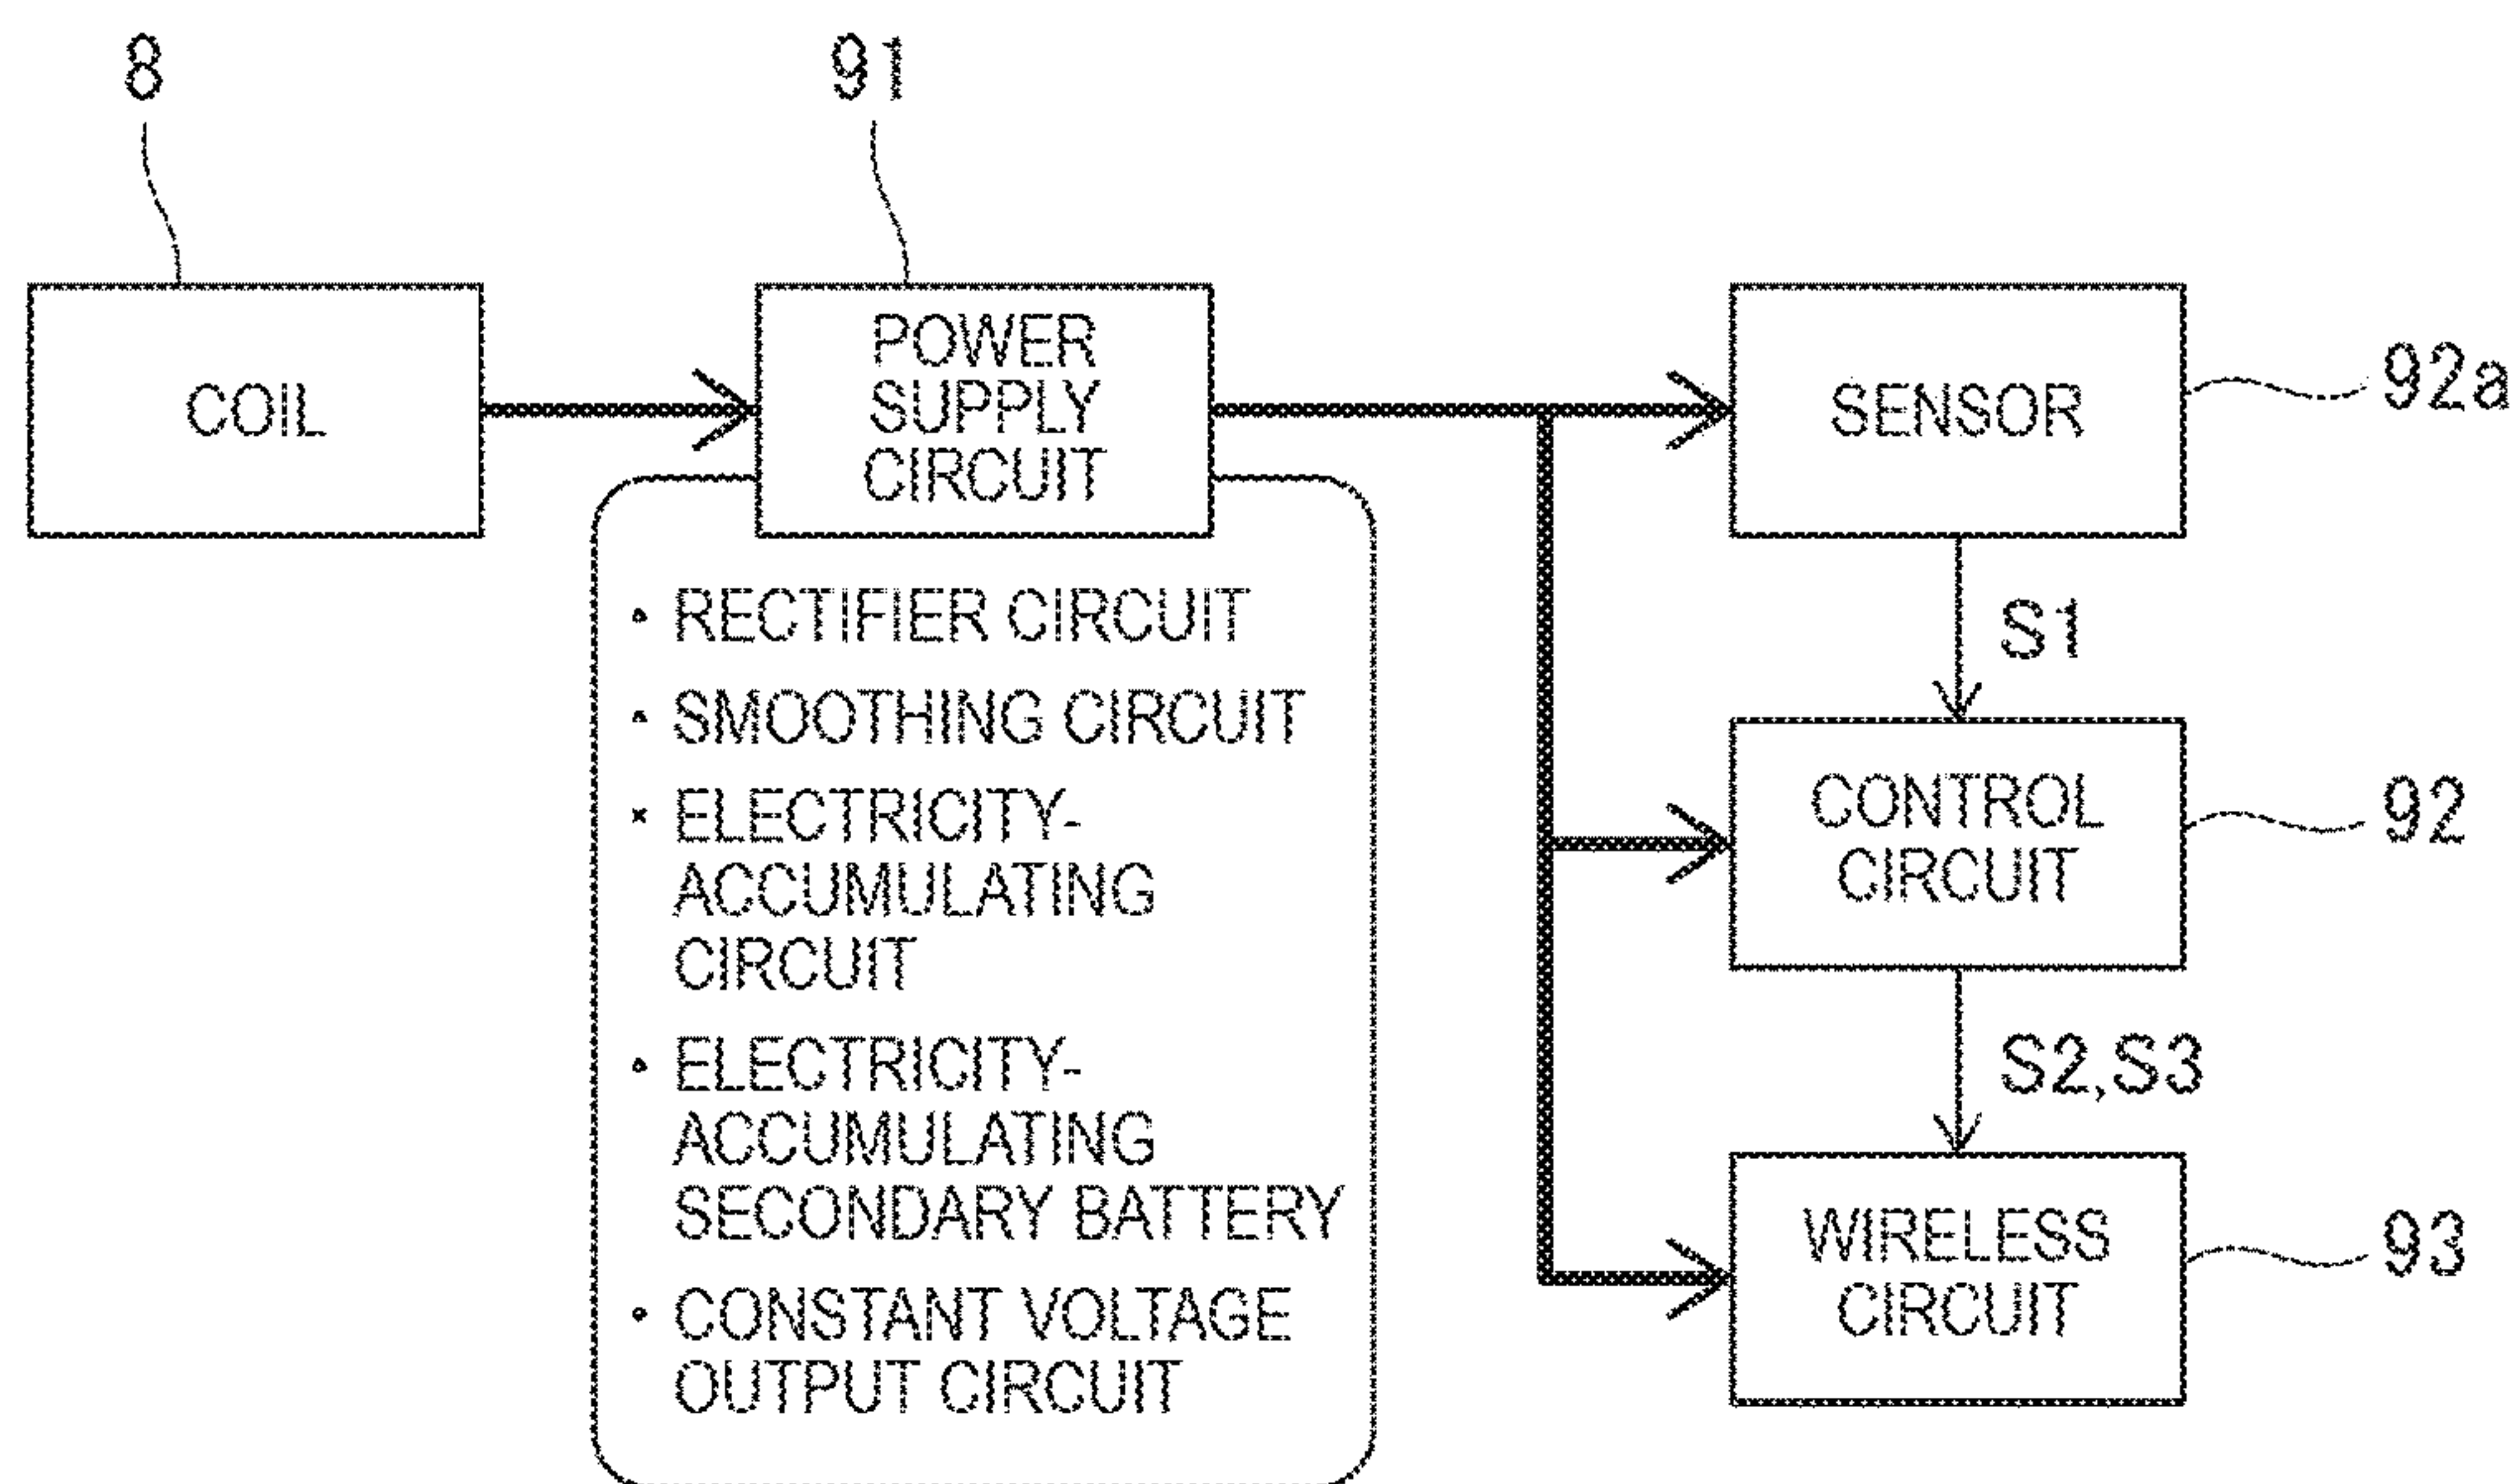 8
91
COIL
POWER
SUPPLY
CIRCUIT
SENSOR
92a
• RECTIFIER CIRCUIT
• SMOOTHING CIRCUIT
• ELECTRICITY-
ACCUMULATING
CIRCUIT
• ELECTRICITY-
ACCUMULATING
SECONDARY BATTERY
• CONSTANT VOLTAGE
OUTPUT CIRCUIT
S1
CONTROL
CIRCUIT
92
S2,S3
WIRELESS
CIRCUIT
93